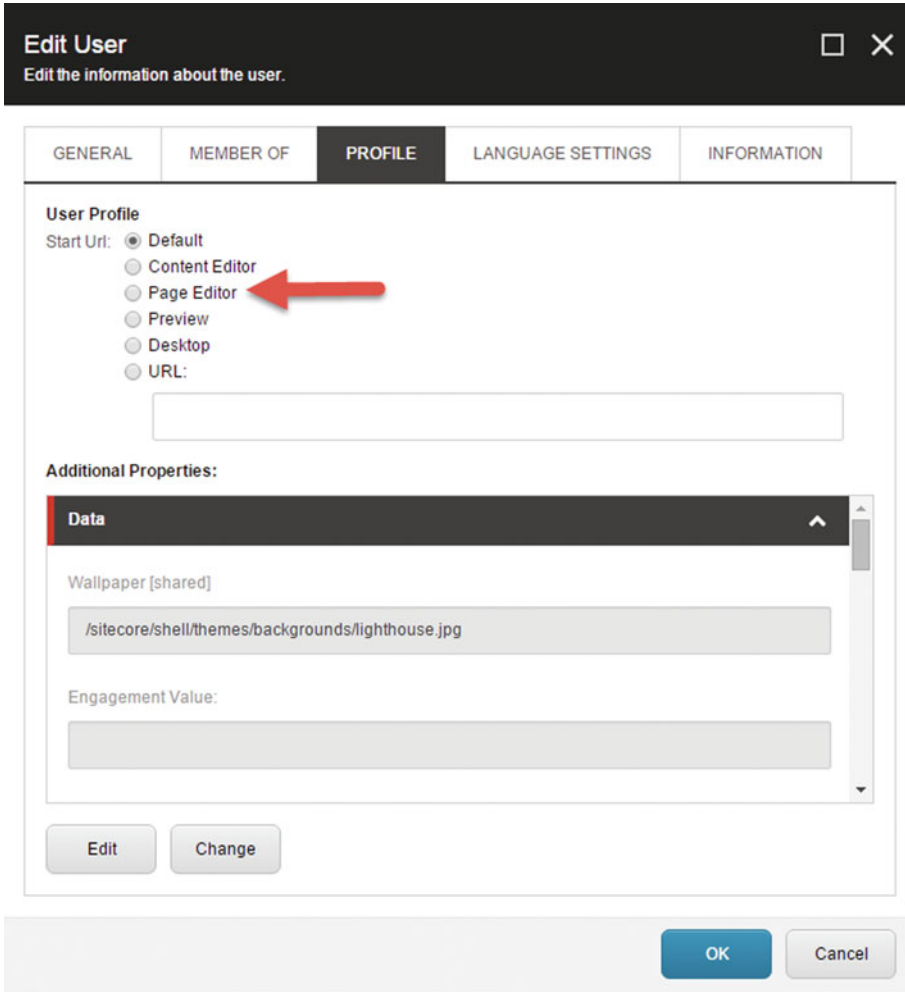 Edit User
Edit the information about the user.
GENERAL MEMBER OF PROFILE LANGUAGE SETTINGS INFORMATION
User Profile
Start Url: Default
Content Editor
Page Editor
Preview
Desktop
URL:
Additional Properties:
Data
Wallpaper [shared]
/sitecore/shell/themes/backgrounds/lighthouse.jpg
Engagement Value:
Edit Change
OK Cancel